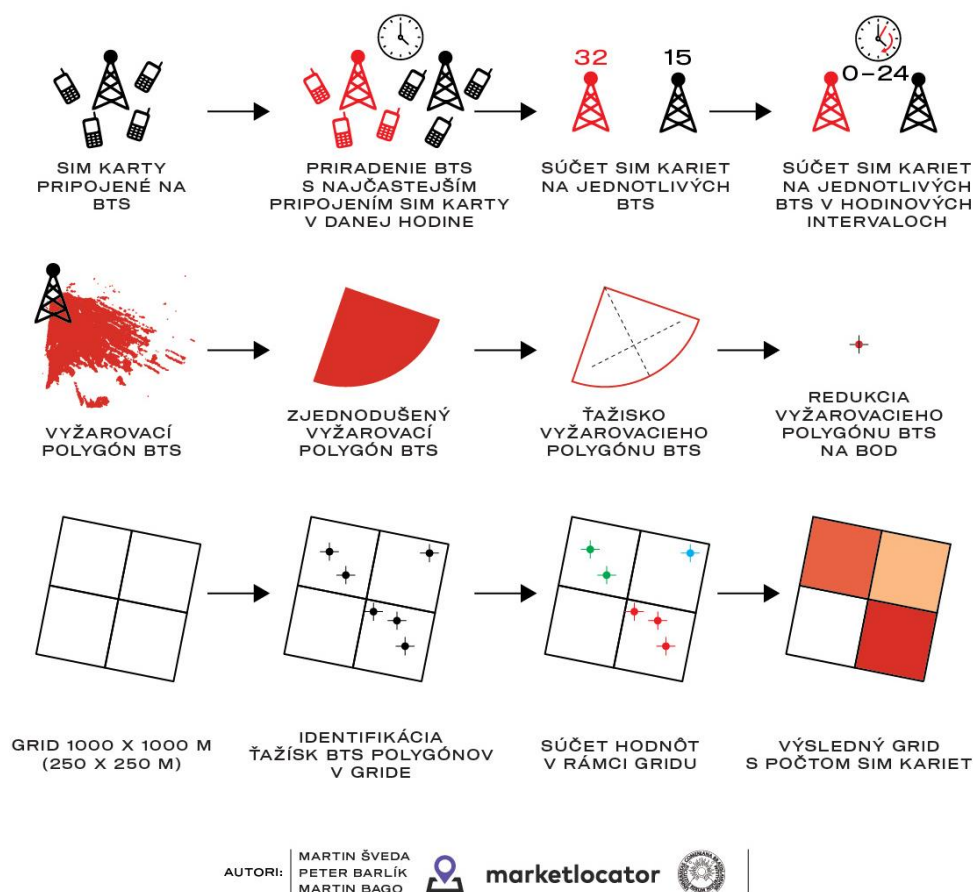 32
15
0–24
SIM KARTY
PRIPOJENÉ NA
BTS
PRIRADENIE BTS
S NAJČASTEJŠÍM
PRIPOJENÍM SIM KARTY
V DANEJ HODINE
SÚČET SIM KARIET
NA JEDNOTLIVÝCH
BTS
SÚČET SIM KARIET
NA JEDNOTLIVÝCH
BTS V HODINOVÝCH
INTERVALOCH
VYŽAROVACÍ
POLYGÓN BTS
ZJEDNODUŠENÝ
VYŽAROVACÍ
POLYGÓN BTS
ŤAŽISKO
VYŽAROVACIEHO
POLYGÓNU BTS
REDUKCIA
VYŽAROVACIEHO
POLYGÓNU BTS
NA BOD
GRID 1000 X 1000 M
(250 X 250 M)
IDENTIFIKÁCIA
ŤAŽÍSK BTS POLYGÓNOV
V GRIDE
SÚČET HODNÔT
V RÁMCI GRIDU
VÝSLEDNÝ GRID
S POČTOM SIM KARIET
AUTORI:
MARTIN ŠVEDA
PETER BARLÍK
MARTIN BAGO
marketlocator